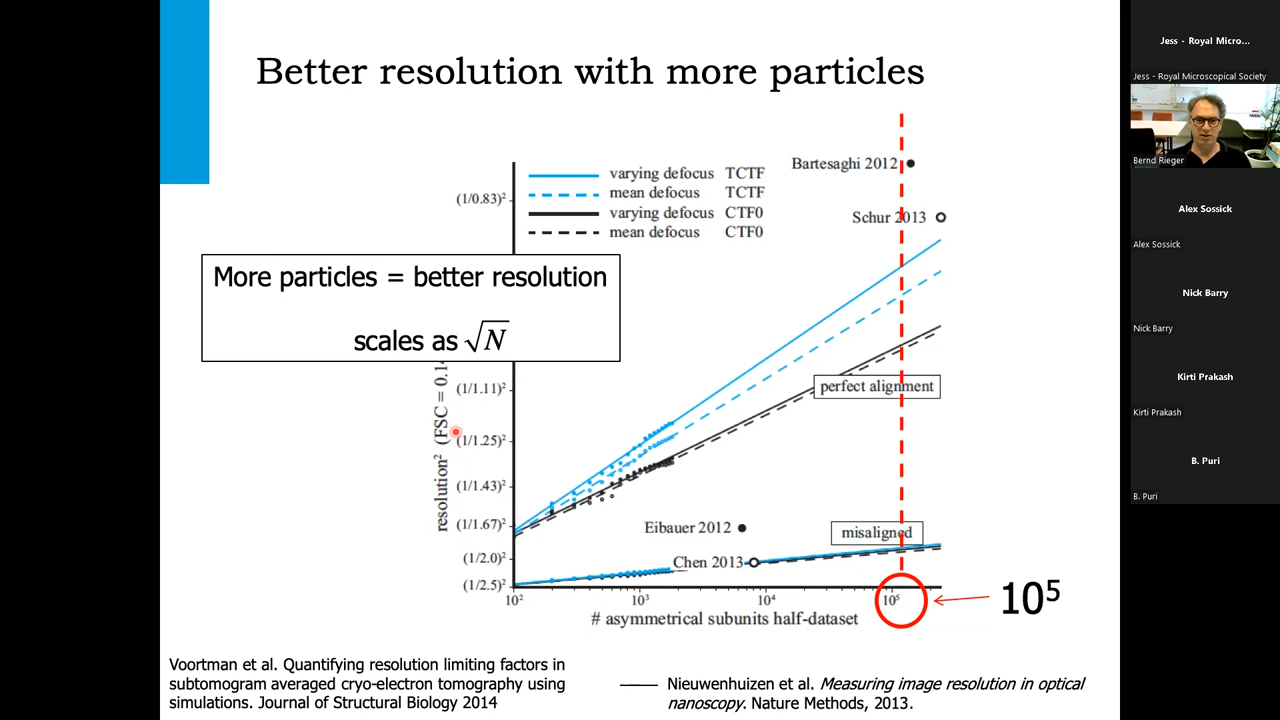 Better resolution with more particles
varying defocus TCTF
mean defocus TCTF
varying defocus CTF0
mean defocus CTF0
Bartesaghi 2012
Schur 2013
(1/0.83)²
More particles = better resolution
scales as √N
(1/1.11)²
(1/1.25)²
(1/1.43)²
(1/1.67)²
(1/2.0)²
(1/2.5)²
resolution² (FSC = 0.14
perfect alignment
Eibauer 2012
misaligned
Chen 2013
10² 10³ 10⁴ 10⁵
# asymmetrical subunits half-dataset
10⁵
Voortman et al. Quantifying resolution limiting factors in
subtomogram averaged cryo-electron tomography using
simulations. Journal of Structural Biology 2014
Nieuwenhuizen et al. Measuring image resolution in optical
nanoscopy. Nature Methods, 2013.
Jess - Royal Micro...
Jess - Royal Microscopical Society
Bernd Rieger
Alex Sossick
Alex Sossick
Nick Barry
Nick Barry
Kirti Prakash
Kirti Prakash
B. Puri
B. Puri